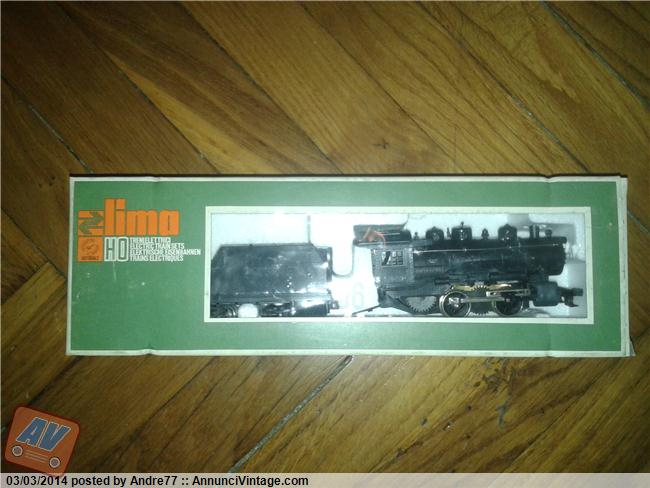 lima
HO
TRENI ELETTRICI
ELECTRIC TRAIN SETS
ELEKTRISCHE EISENBAHNEN
TRAINS ELECTRIQUES
AV
03/03/2014 posted by Andre77 :: AnnunciVintage.com